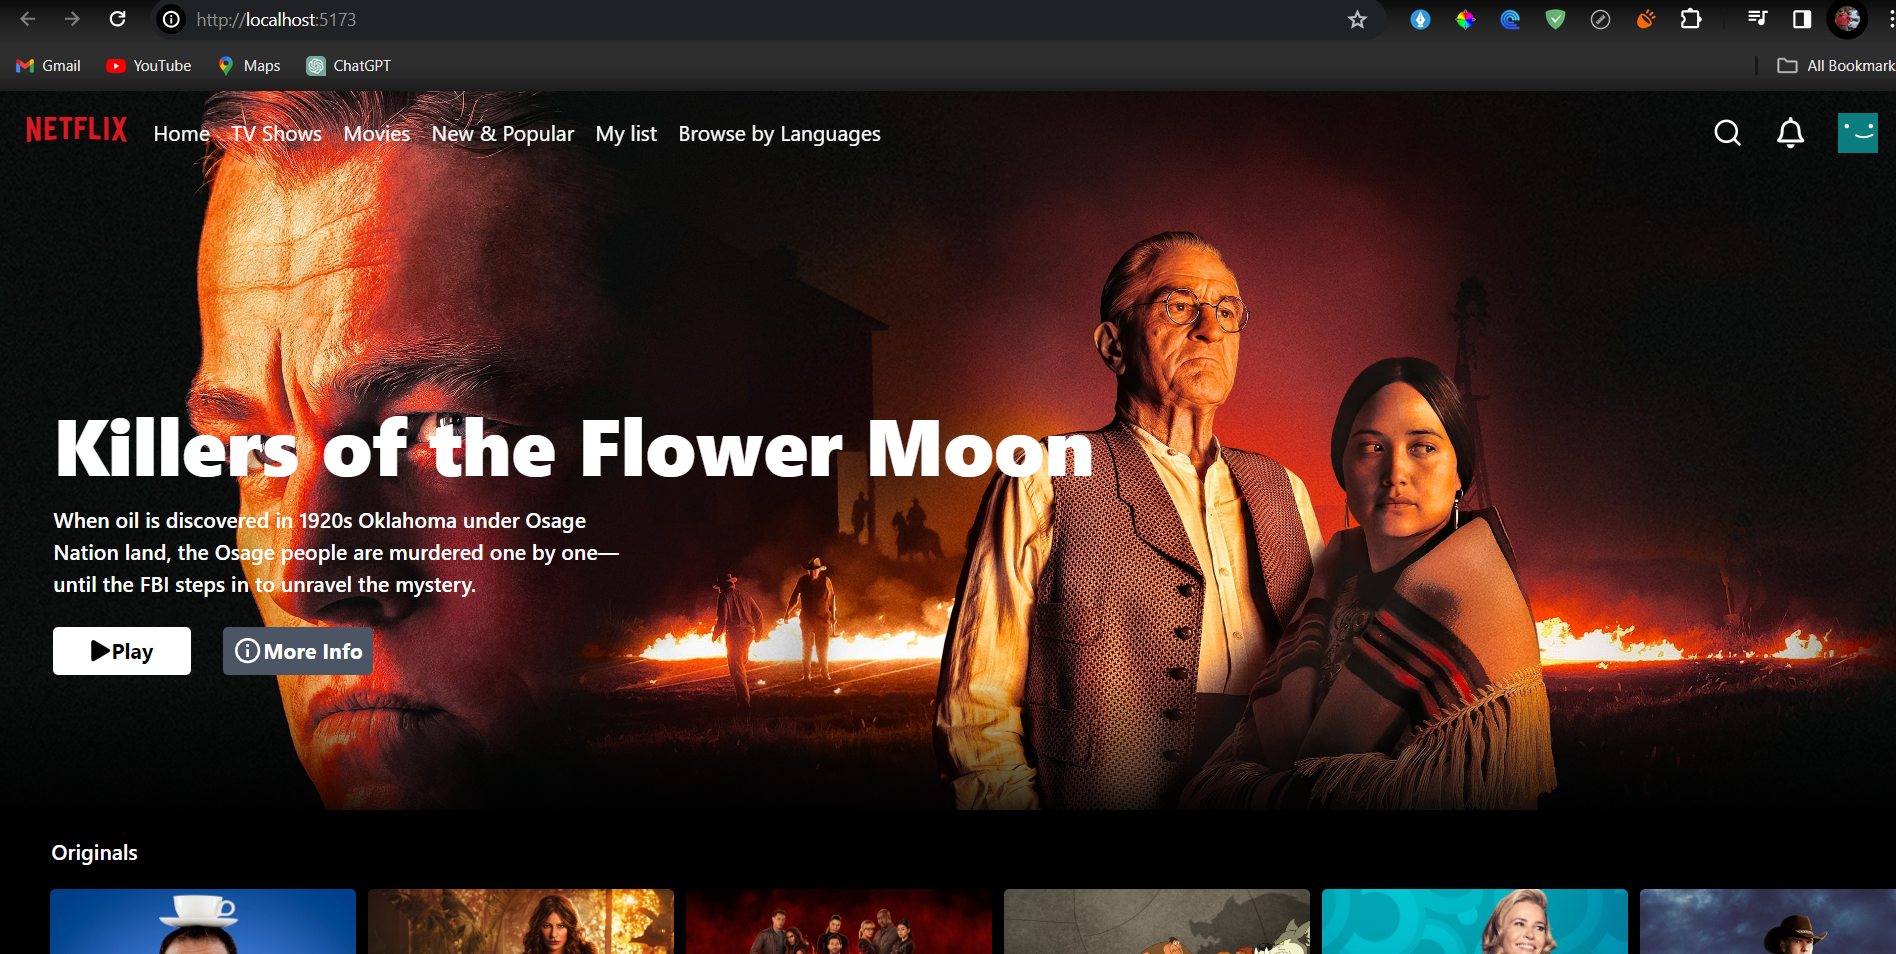 http://localhost:5173
Gmail YouTube Maps ChatGPT All Bookmark
NETFLIX Home TV Shows Movies New & Popular My list Browse by Languages
Killers of the Flower Moon
When oil is discovered in 1920s Oklahoma under Osage
Nation land, the Osage people are murdered one by one—
until the FBI steps in to unravel the mystery.
Play More Info
Originals